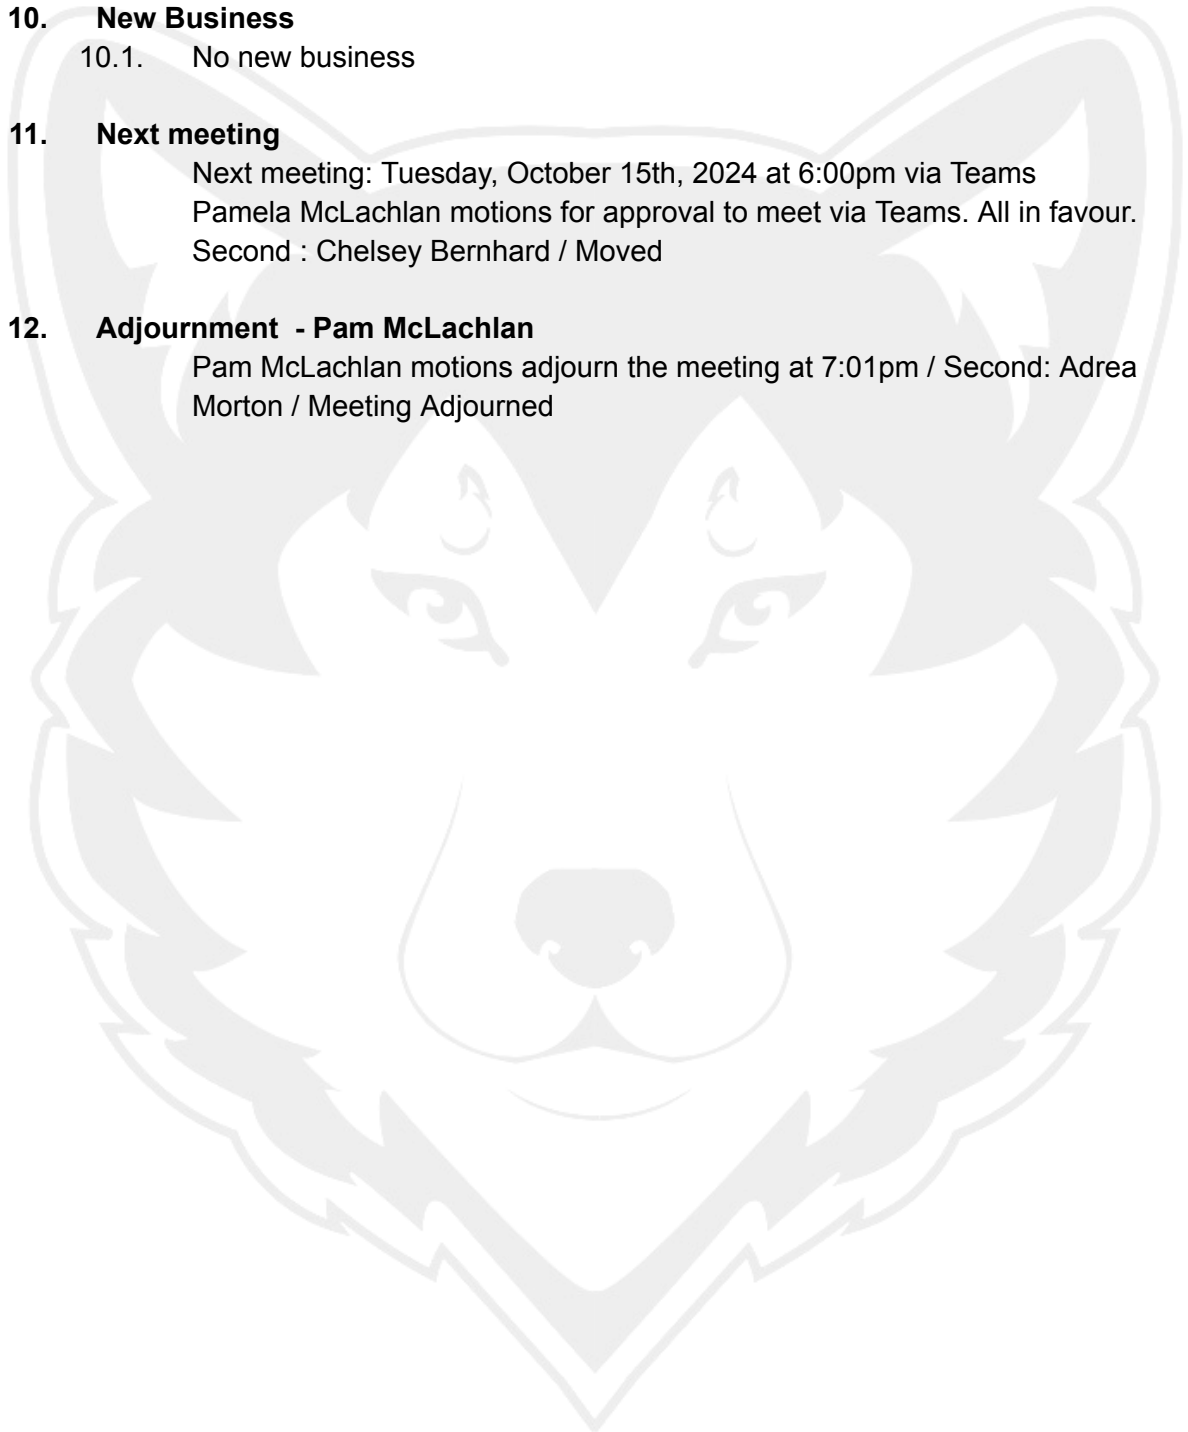 10. New Business
10.1. No new business
11. Next meeting
Next meeting: Tuesday, October 15th, 2024 at 6:00pm via Teams
Pamela McLachlan motions for approval to meet via Teams. All in favour.
Second : Chelsey Bernhard / Moved
12. Adjournment - Pam McLachlan
Pam McLachlan motions adjourn the meeting at 7:01pm / Second: Adrea
Morton / Meeting Adjourned